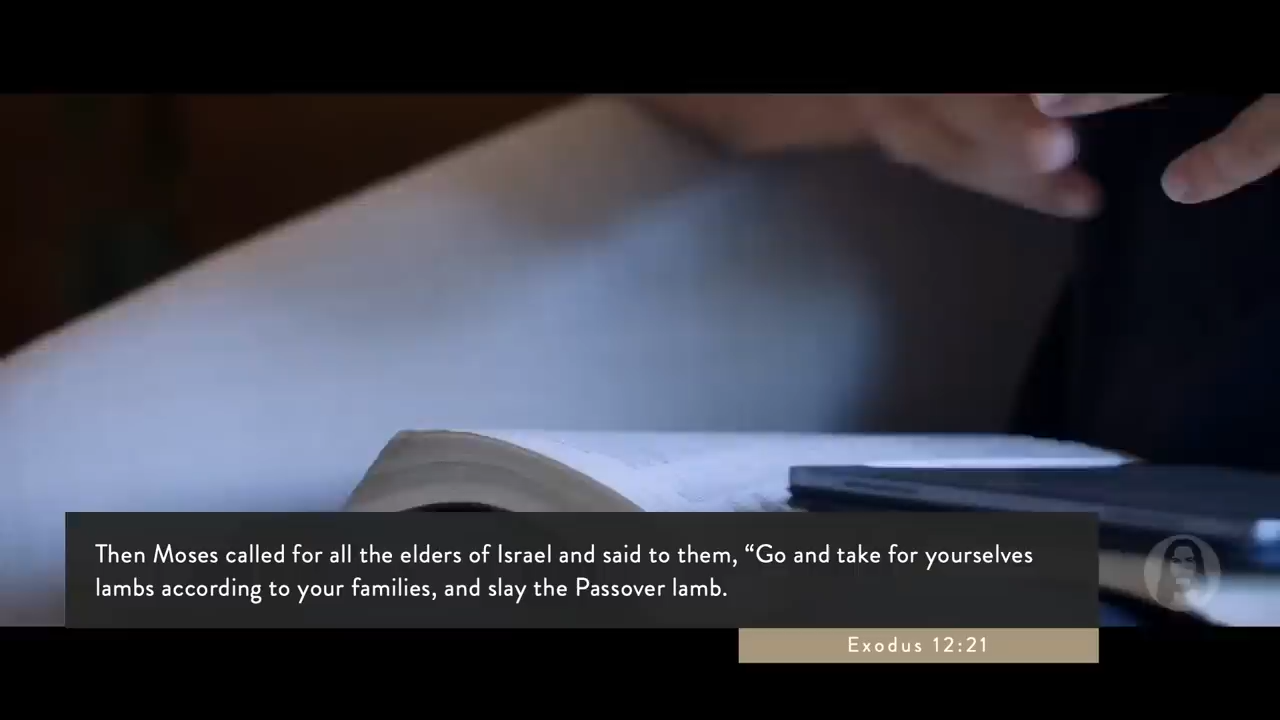 Then Moses called for all the elders of Israel and said to them, “Go and take for yourselves
lambs according to your families, and slay the Passover lamb.
Exodus 12:21